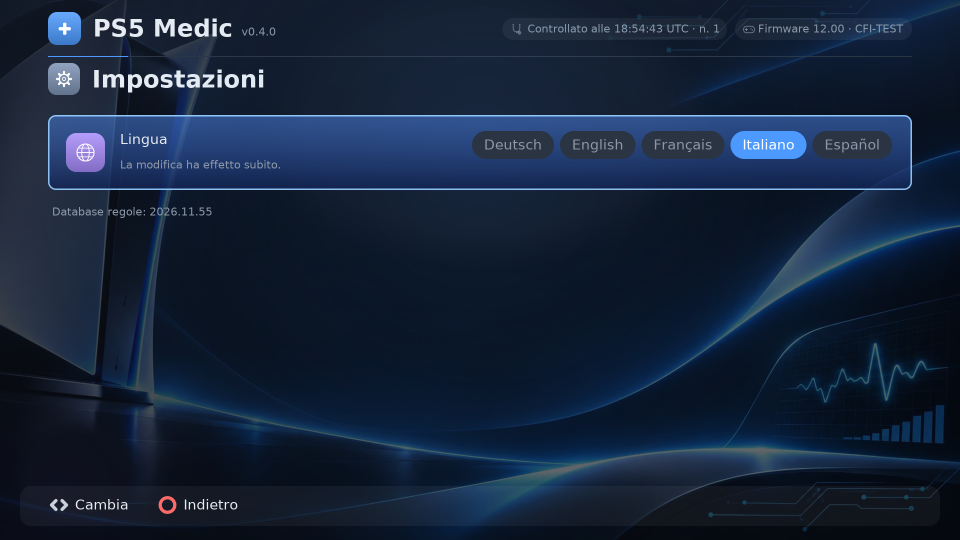 PS5 Medic v0.4.0
Controllato alle 18:54:43 UTC · n. 1
Firmware 12.00 · CFI-TEST
Impostazioni
Lingua
La modifica ha effetto subito.
Deutsch English Français Italiano Español
Database regole: 2026.11.55
Cambia Indietro